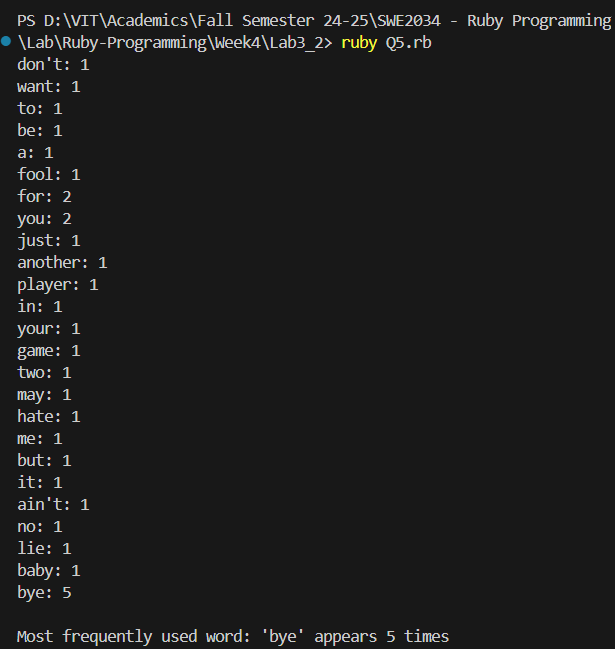 PS D:\VIT\Academics\Fall Semester 24-25\SWE2034 - Ruby Programming
\Lab\Ruby-Programming\Week4\Lab3_2> ruby Q5.rb
don't: 1
want: 1
to: 1
be: 1
a: 1
fool: 1
for: 2
you: 2
just: 1
another: 1
player: 1
in: 1
your: 1
game: 1
two: 1
may: 1
hate: 1
me: 1
but: 1
it: 1
ain't: 1
no: 1
lie: 1
baby: 1
bye: 5
Most frequently used word: 'bye' appears 5 times